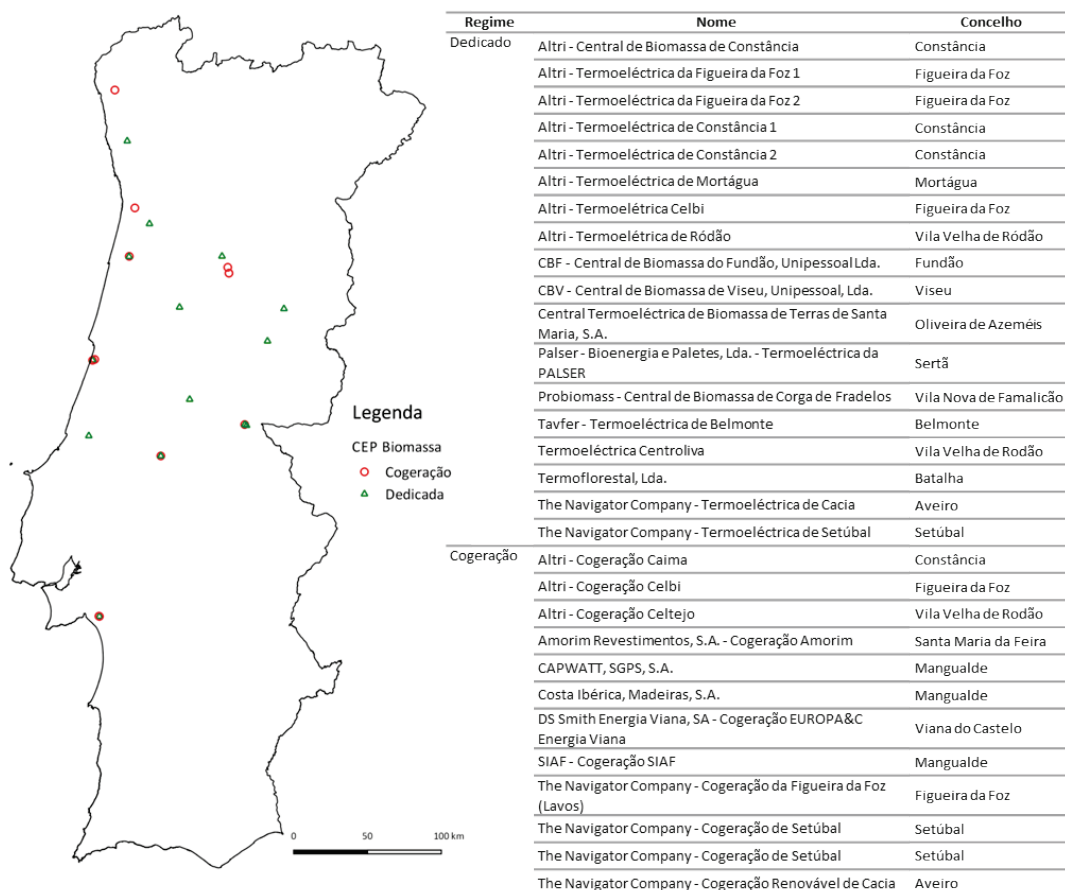 Regime Nome Concelho
Dedicado Altri - Central de Biomassa de Constância Constância
Altri - Termoeléctrica da Figueira da Foz 1 Figueira da Foz
Altri - Termoeléctrica da Figueira da Foz 2 Figueira da Foz
Altri - Termoeléctrica de Constância 1 Constância
Altri - Termoeléctrica de Constância 2 Constância
Altri - Termoeléctrica de Mortágua Mortágua
Altri - Termoelétrica Celbi Figueira da Foz
Altri - Termoelétrica de Ródão Vila Velha de Ródão
CBF - Central de Biomassa do Fundão, Unipessoal Lda. Fundão
CBV - Central de Biomassa de Viseu, Unipessoal, Lda. Viseu
Central Termoeléctrica de Biomassa de Terras de Santa
Maria, S.A. Oliveira de Azeméis
Palser - Bioenergia e Paletes, Lda. - Termoeléctrica da
PALSER Sertã
Probiomass - Central de Biomassa de Corga de Fradelos Vila Nova de Famalicão
Tavfer - Termoeléctrica de Belmonte Belmonte
Termoeléctrica Centroliva Vila Velha de Rodão
Termoflorestal, Lda. Batalha
The Navigator Company - Termoeléctrica de Cacia Aveiro
The Navigator Company - Termoeléctrica de Setúbal Setúbal
Cogeração Altri - Cogeração Caima Constância
Altri - Cogeração Celbi Figueira da Foz
Altri - Cogeração Celtejo Vila Velha de Rodão
Amorim Revestimentos, S.A. - Cogeração Amorim Santa Maria da Feira
CAPWATT, SGPS, S.A. Mangualde
Costa Ibérica, Madeiras, S.A. Mangualde
DS Smith Energia Viana, SA - Cogeração EUROPA&C
Energia Viana Viana do Castelo
SIAF - Cogeração SIAF Mangualde
The Navigator Company - Cogeração da Figueira da Foz
(Lavos) Figueira da Foz
The Navigator Company - Cogeração de Setúbal Setúbal
The Navigator Company - Cogeração de Setúbal Setúbal
The Navigator Company - Cogeração Renovável de Cacia Aveiro
Legenda
CEP Biomassa
Cogeração
Dedicada
0 50 100 km